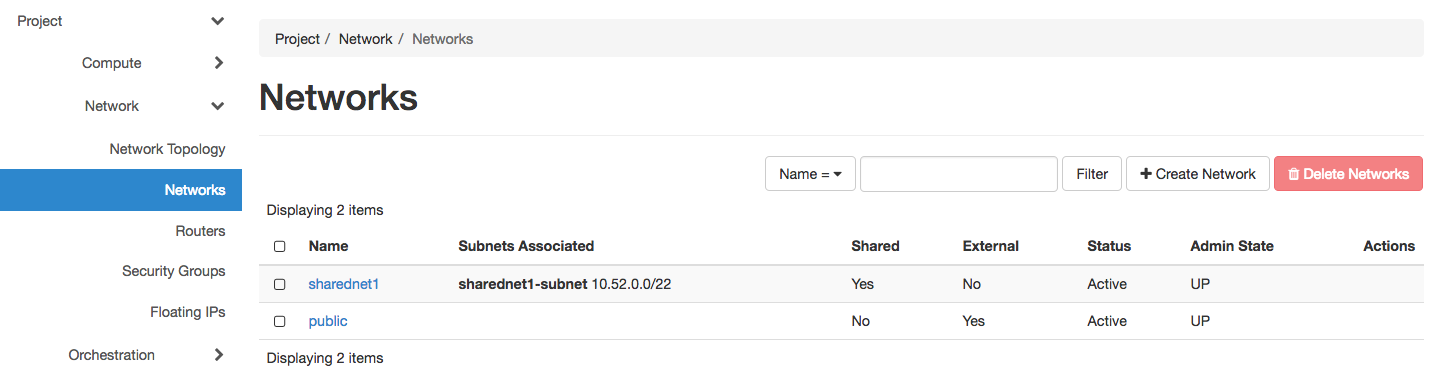 Project
Compute
Network
Network Topology
Networks
Routers
Security Groups
Floating IPs
Orchestration
Project / Network / Networks
Networks
Name = Filter Create Network Delete Networks
Displaying 2 items
Name Subnets Associated Shared External Status Admin State Actions
sharednet1 sharednet1-subnet 10.52.0.0/22 Yes No Active UP
public No Yes Active UP
Displaying 2 items